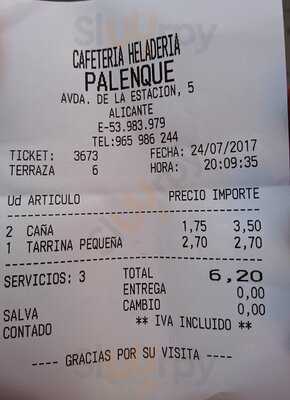 CAFETERIA HELADERIA
PALENQUE
AVDA. DE LA ESTACION, 5
ALICANTE
E-53.983.979
TEL:965 986 244
TICKET: 3673 FECHA: 24/07/2017
TERRAZA 6 HORA: 20:09:35
Ud ARTICULO PRECIO IMPORTE
2 CAÑA 1,75 3,50
1 TARRINA PEQUEÑA 2,70 2,70
SERVICIOS: 3 TOTAL 6,20
ENTREGA 0,00
SALVA CAMBIO 0,00
CONTADO ** IVA INCLUIDO **
---- GRACIAS POR SU VISITA ----